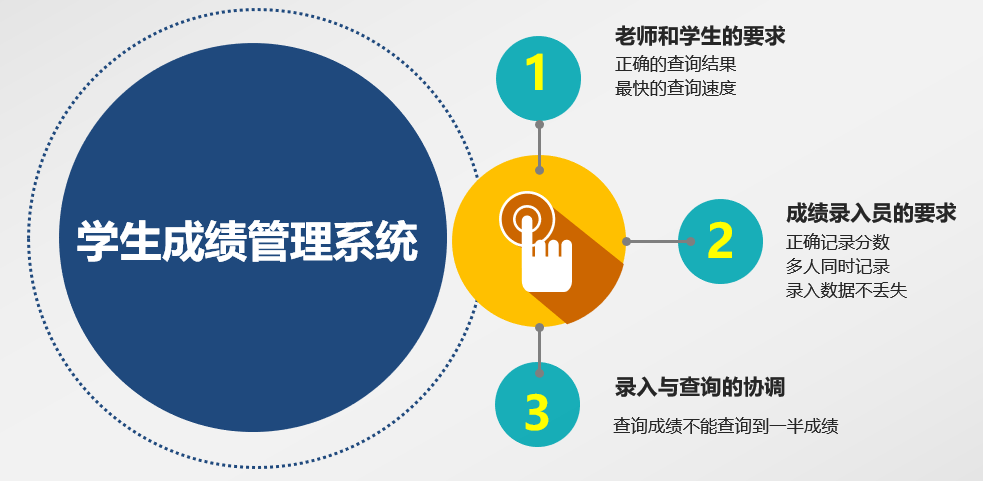 学生成绩管理系统
1
老师和学生的要求
正确的查询结果
最快的查询速度
2
成绩录入员的要求
正确记录分数
多人同时记录
录入数据不丢失
3
录入与查询的协调
查询成绩不能查询到一半成绩